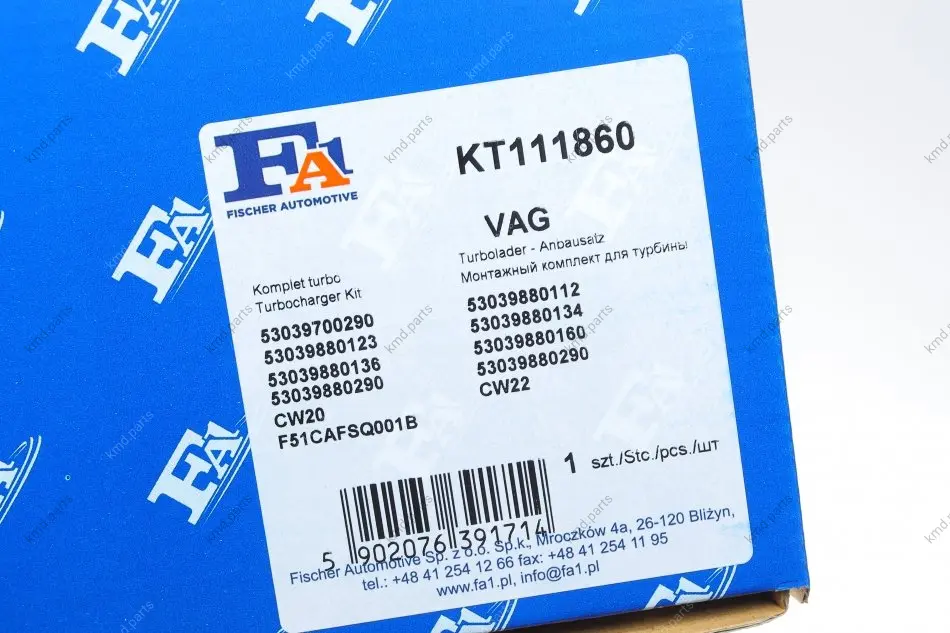 FA1
FISCHER AUTOMOTIVE
KT111860
VAG
Turbolader - Anbausatz
Монтажный комплект для турбины
Komplet turbo
Turbocharger Kit
53039700290
53039880123
53039880136
53039880290
CW20
F51CAFSQ001B
53039880112
53039880134
53039880160
53039880290
CW22
1 szt./Stc./pcs./шт
5 902076 391714
Fischer Automotive Sp. z o.o. Sp.k., Mroczków 4a, 26-120 Bliżyn,
tel.: +48 41 254 12 66 fax: +48 41 254 11 95
www.fa1.pl, info@fa1.pl
kmd.parts